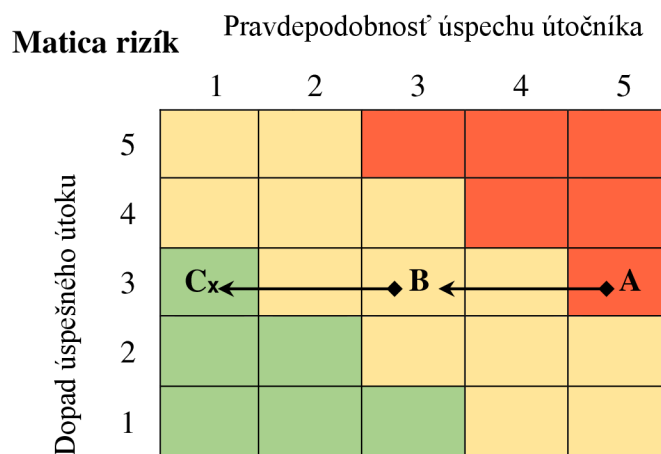 Pravdepodobnosť úspechu útočníka
Matica rizík
1 2 3 4 5
Dopad úspešného útoku
5
4
3 Cx B A
2
1